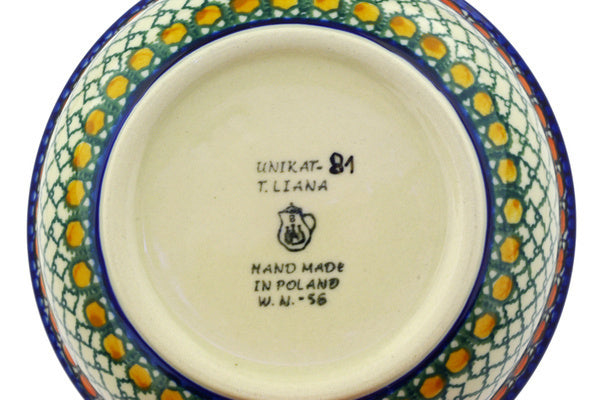 UNIKAT-81
T. LIANA
HAND MADE
IN POLAND
W. N.-56